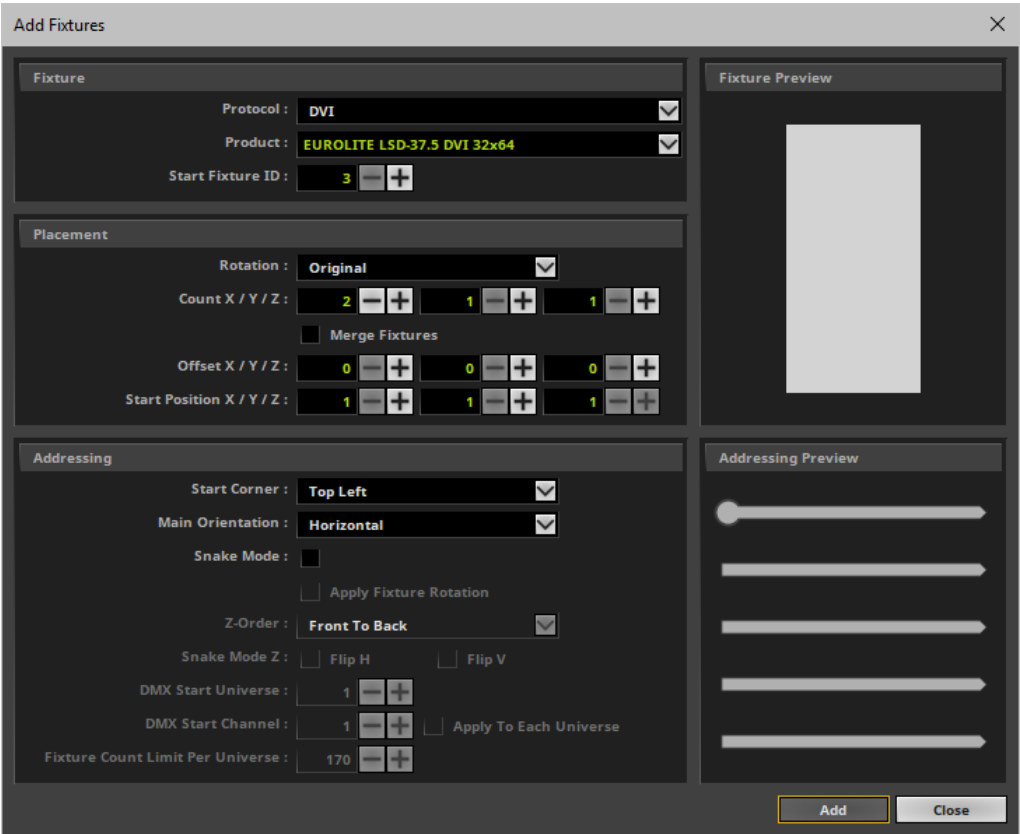 Add Fixtures
Fixture
Protocol : DVI
Product : EUROLITE LSD-37.5 DVI 32x64
Start Fixture ID : 3
Placement
Rotation : Original
Count X / Y / Z : 2 1 1
Merge Fixtures
Offset X / Y / Z : 0 0 0
Start Position X / Y / Z : 1 1 1
Addressing
Start Corner : Top Left
Main Orientation : Horizontal
Snake Mode :
Apply Fixture Rotation
Z-Order : Front To Back
Snake Mode Z : Flip H Flip V
DMX Start Universe : 1
DMX Start Channel : 1 Apply To Each Universe
Fixture Count Limit Per Universe : 170
Fixture Preview
Addressing Preview
Add Close